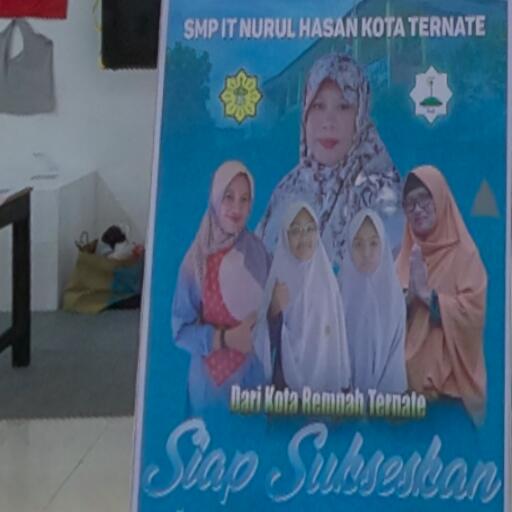 SMP IT NURUL HASAN KOTA TERNATE
Dari Kota Rempah Ternate
Siap Sukseskan